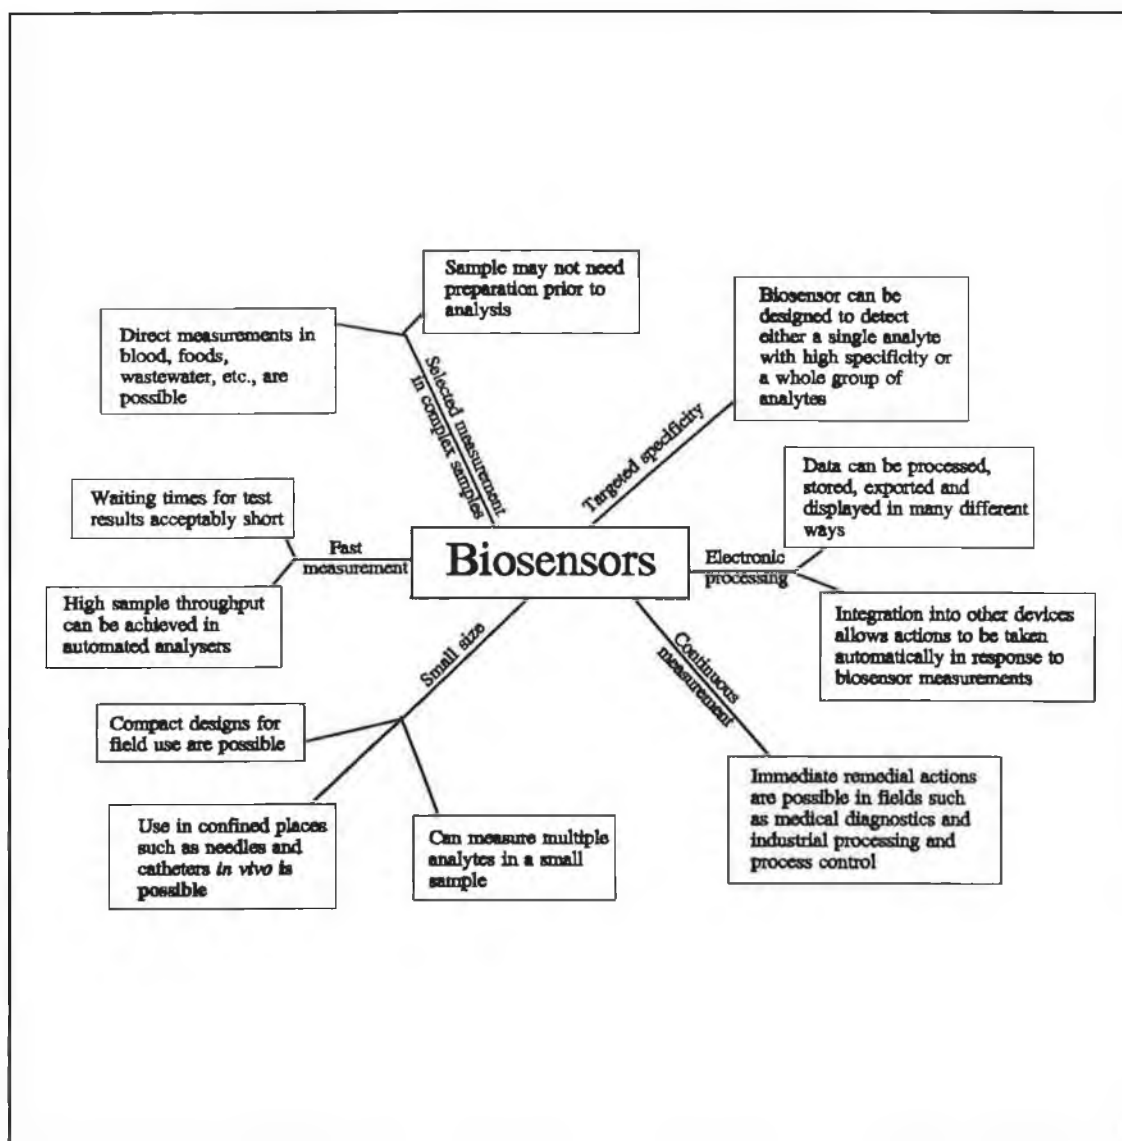 Sample may not need
preparation prior to
analysis
Biosensor can be
designed to detect
either a single analyte
with high specificity or
a whole group of
analytes
Direct measurements in
blood, foods,
wastewater, etc., are
possible
Selected measurement
in complex samples
Targeted specificity
Data can be processed,
stored, exported and
displayed in many different
ways
Waiting times for test
results acceptably short
Fast
measurement
Biosensors
Electronic
processing
High sample throughput
can be achieved in
automated analysers
Integration into other devices
allows actions to be taken
automatically in response to
biosensor measurements
Small size
Continuous
measurement
Compact designs for
field use are possible
Immediate remedial actions
are possible in fields such
as medical diagnostics and
industrial processing and
process control
Use in confined places
such as needles and
catheters in vivo is
possible
Can measure multiple
analytes in a small
sample